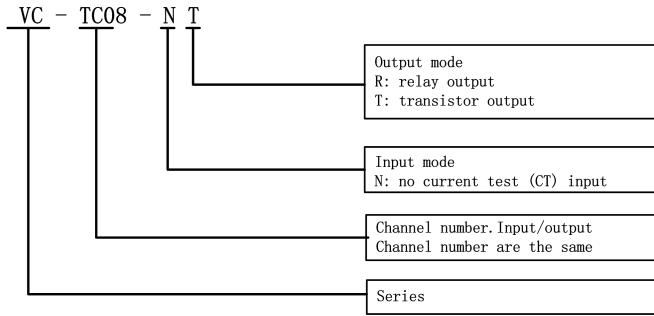 VC - TC08 - N T
Output mode
R: relay output
T: transistor output
Input mode
N: no current test (CT) input
Channel number.Input/output
Channel number are the same
Series